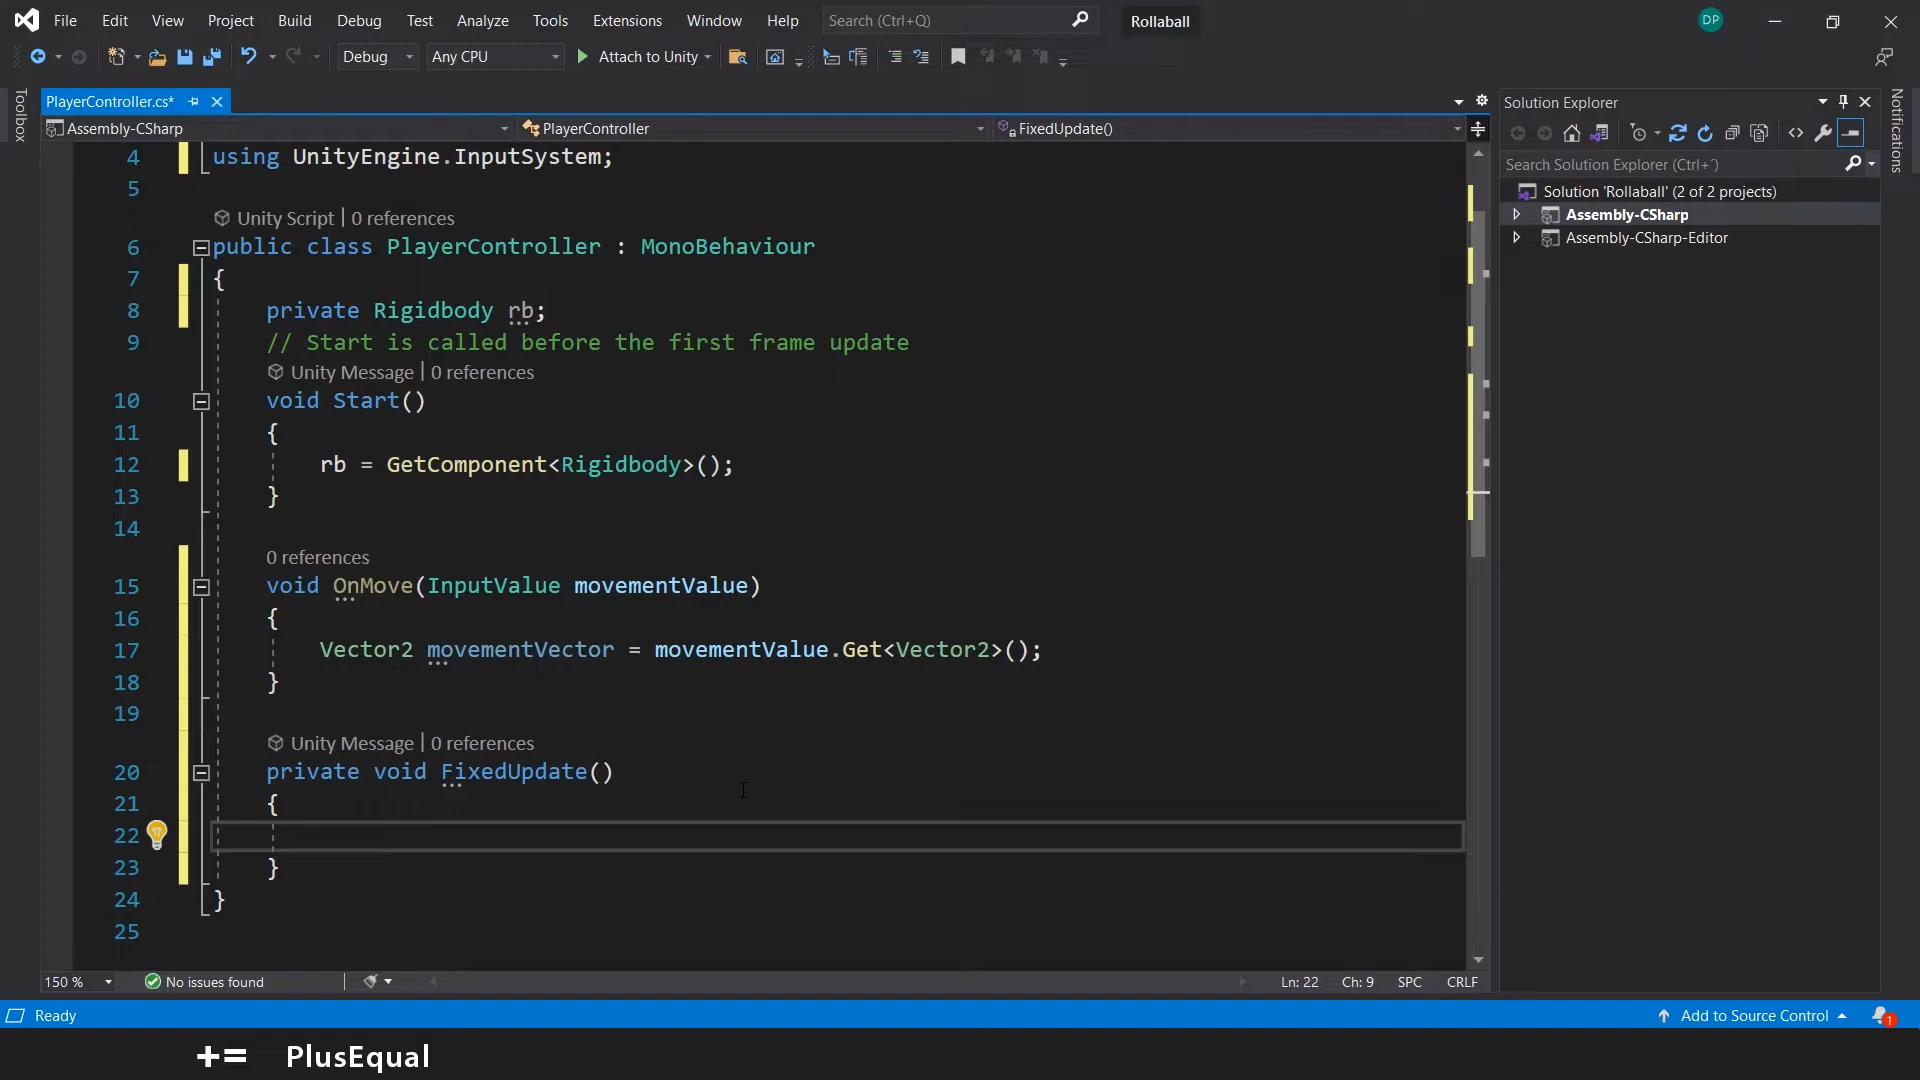 File Edit View Project Build Debug Test Analyze Tools Extensions Window Help Search (Ctrl+Q) Rollaball DP
Debug Any CPU Attach to Unity
Toolbox
PlayerController.cs*
Assembly-CSharp PlayerController FixedUpdate()
4 using UnityEngine.InputSystem;
5
Unity Script | 0 references
6 public class PlayerController : MonoBehaviour
7 {
8 private Rigidbody rb;
9 // Start is called before the first frame update
Unity Message | 0 references
10 void Start()
11 {
12 rb = GetComponent<Rigidbody>();
13 }
14
0 references
15 void OnMove(InputValue movementValue)
16 {
17 Vector2 movementVector = movementValue.Get<Vector2>();
18 }
19
Unity Message | 0 references
20 private void FixedUpdate()
21 {
22
23 }
24 }
25
150 % No issues found Ln: 22 Ch: 9 SPC CRLF
Solution Explorer
Search Solution Explorer (Ctrl+´)
Solution 'Rollaball' (2 of 2 projects)
Assembly-CSharp
Assembly-CSharp-Editor
Notifications
Ready Add to Source Control 1
+= PlusEqual